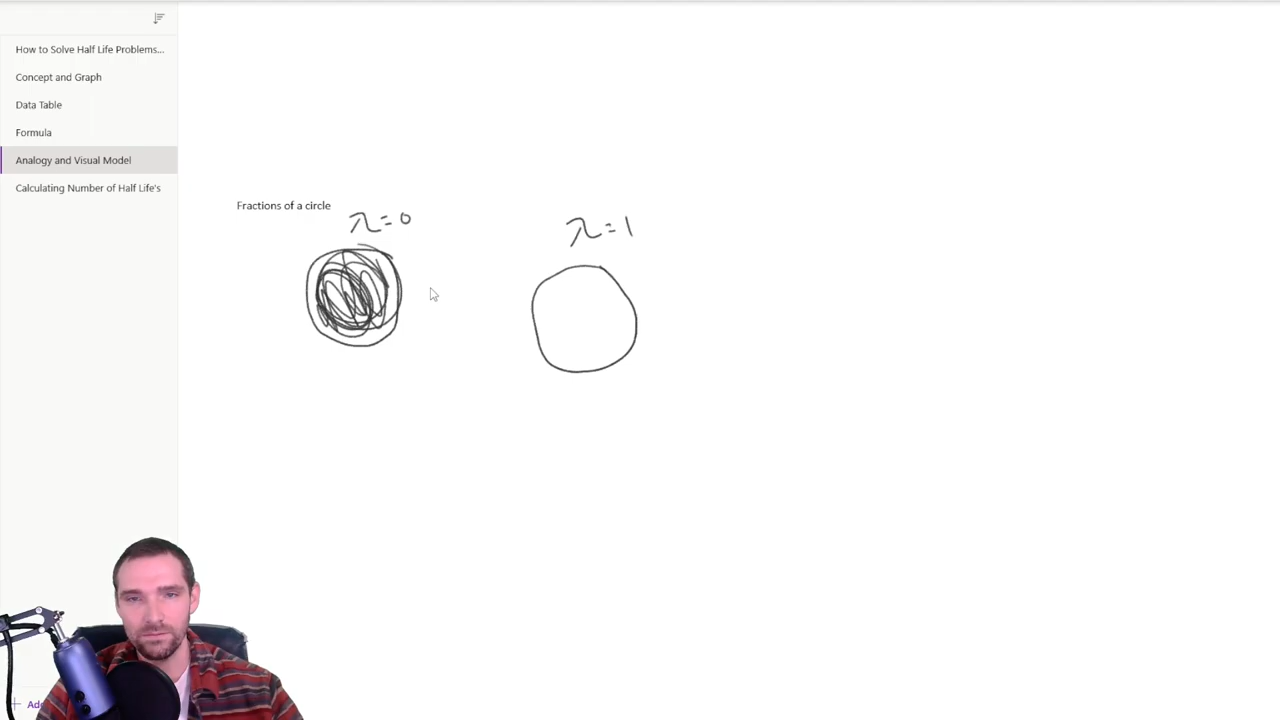 How to Solve Half Life Problems...
Concept and Graph
Data Table
Formula
Analogy and Visual Model
Calculating Number of Half Life's
Fractions of a circle
λ=0
λ=1